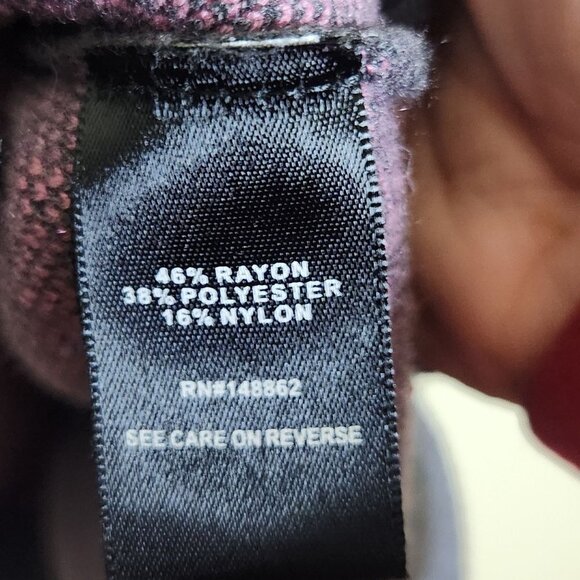 46% RAYON
38% POLYESTER
16% NYLON
RN#148862
SEE CARE ON REVERSE